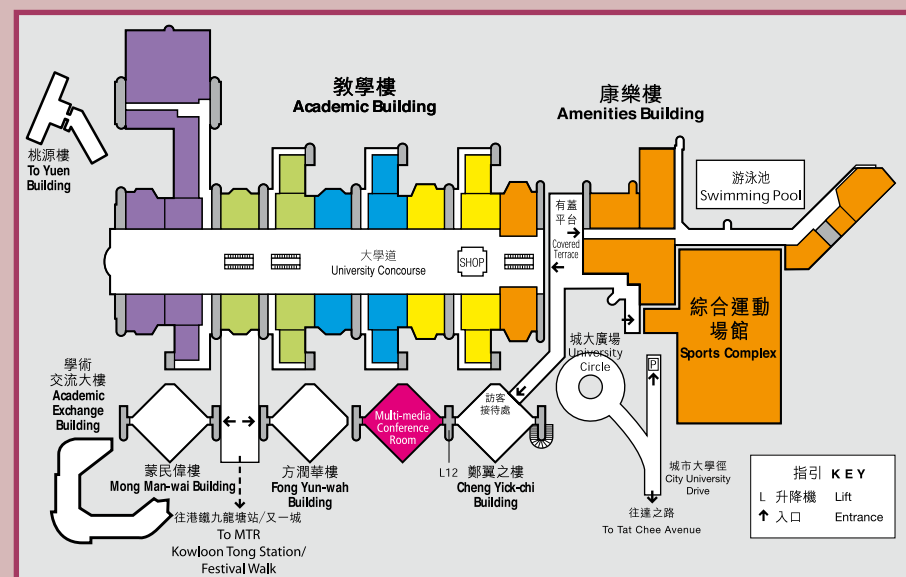 教學樓
Academic Building
康樂樓
Amenities Building
桃源樓
To Yuen
Building
游泳池
Swimming Pool
有蓋
平台
Covered
Terrace
大學道
University Concourse
SHOP
綜合運動
場館
Sports Complex
城大廣場
University
Circle
P
學術
交流大樓
Academic
Exchange
Building
訪客
接待處
Multi-media
Conference
Room
L12
蒙民偉樓
Mong Man-wai Building
方潤華樓
Fong Yun-wah
Building
鄭翼之樓
Cheng Yick-chi
Building
城市大學徑
City University
Drive
往達之路
To Tat Chee Avenue
往港鐵九龍塘站/又一城
To MTR
Kowloon Tong Station/
Festival Walk
指引 KEY
L 升降機 Lift
↑ 入口 Entrance